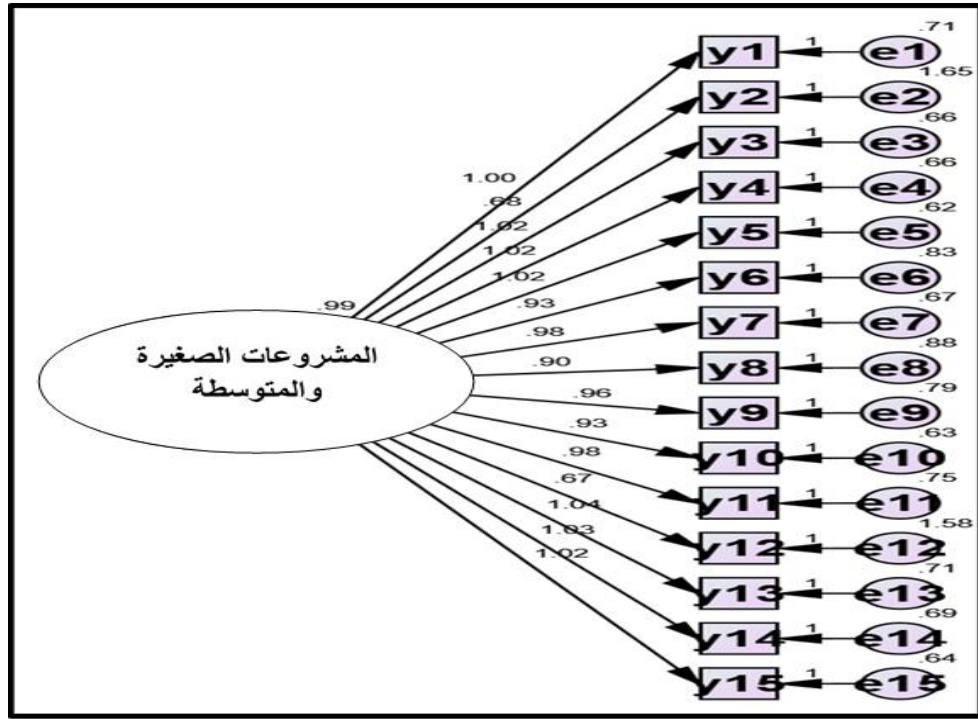 .71
1
y1
e1
1.65
1
y2
e2
.66
1
y3
e3
.66
1
1.00
y4
e4
.62
.68
1
1.02
y5
e5
.83
1.02
1
1.02
y6
e6
.67
.99
.93
1
.98
y7
e7
.88
المشروعات الصغيرة
والمتوسطة
.90
1
y8
e8
.79
.96
1
y9
e9
.63
.93
1
.98
y10
e10
.75
.67
1
1.04
y11
e11
1.58
1.03
1
1.02
y12
e12
.71
1
y13
e13
.69
1
y14
e14
.64
1
y15
e15